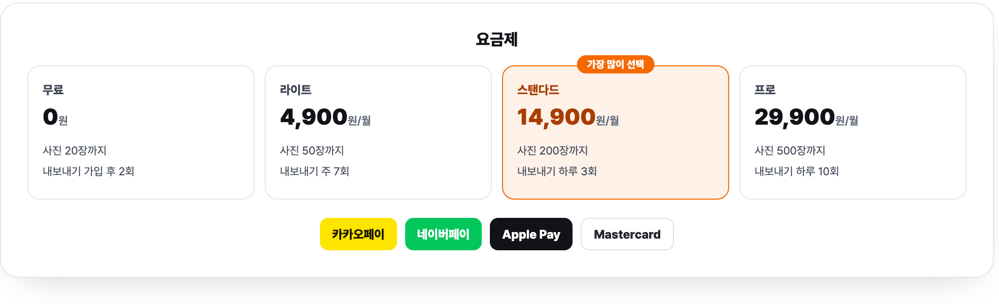 요금제
무료
0원
사진 20장까지
내보내기 가입 후 2회
라이트
4,900원/월
사진 50장까지
내보내기 주 7회
가장 많이 선택
스탠다드
14,900원/월
사진 200장까지
내보내기 하루 3회
프로
29,900원/월
사진 500장까지
내보내기 하루 10회
카카오페이
네이버페이
Apple Pay
Mastercard